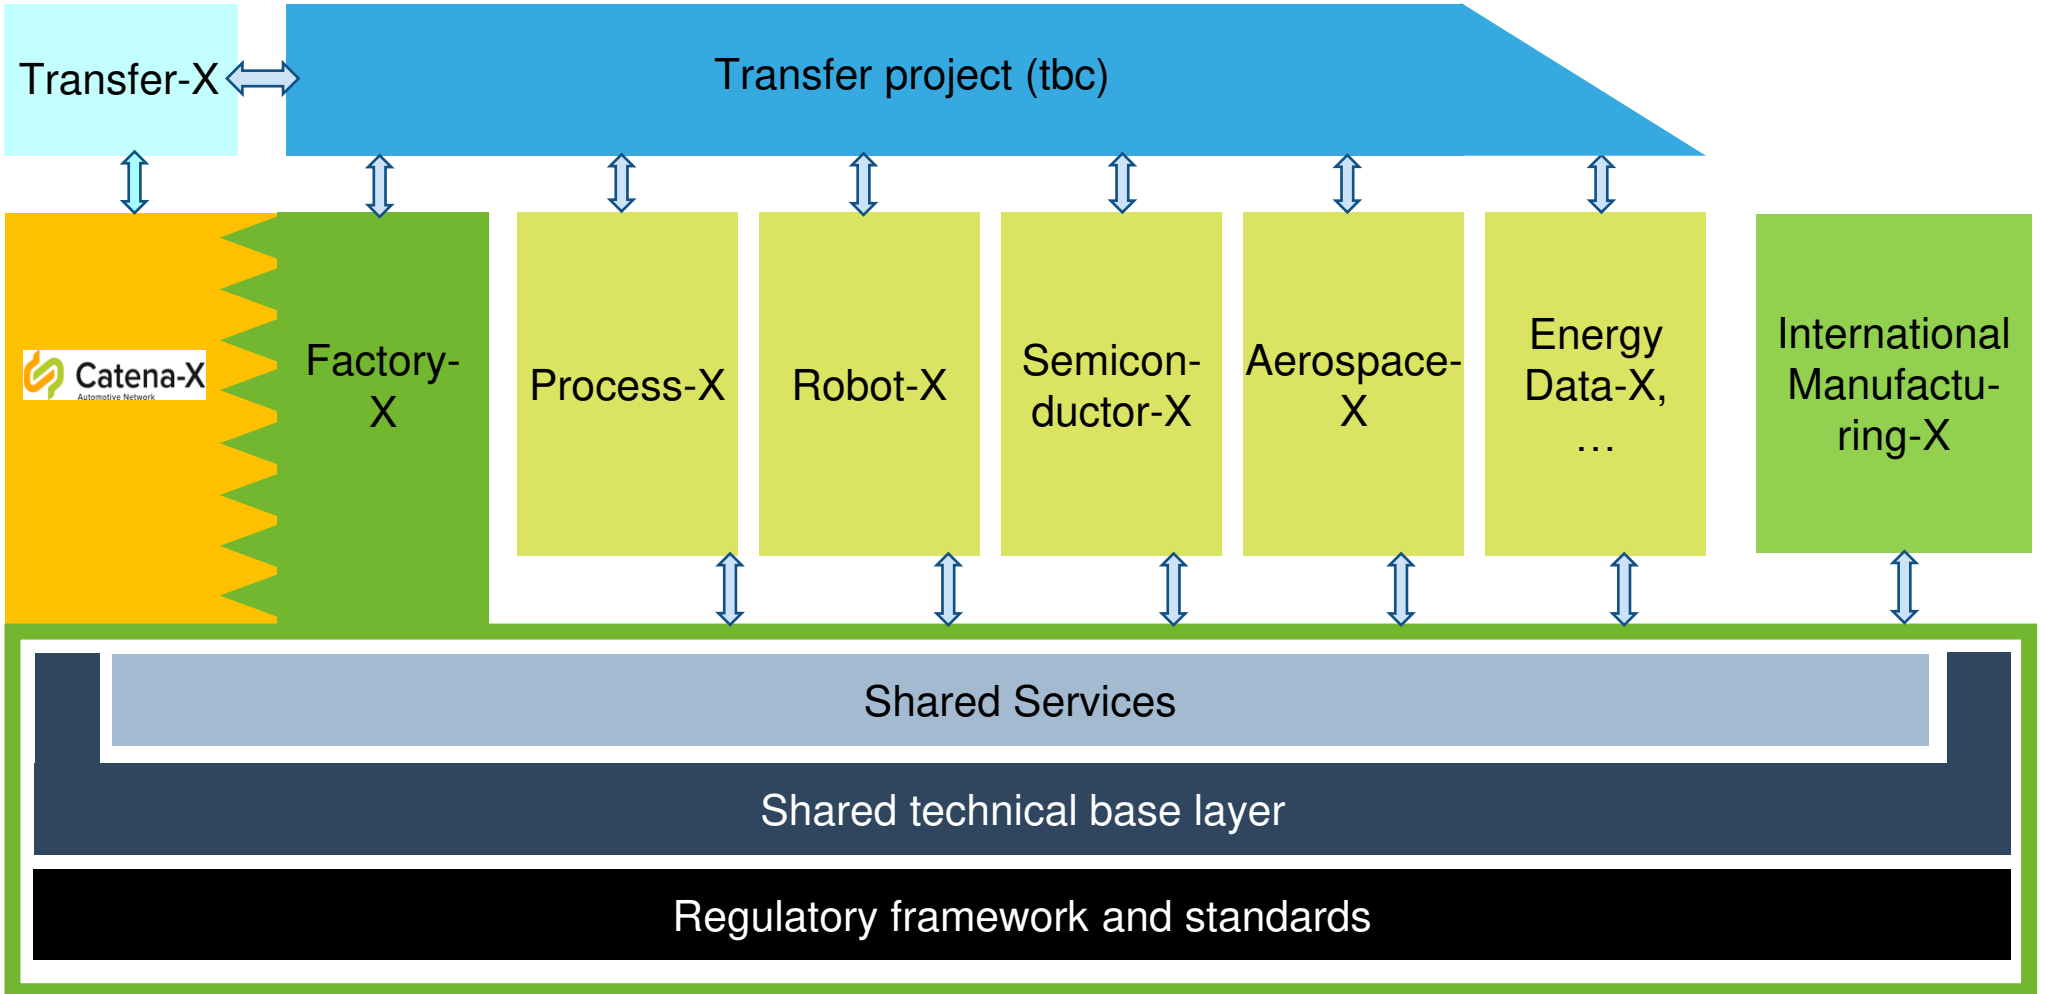 Transfer-X
Transfer project (tbc)
Catena-X
Automotive Network
Factory-
X
Process-X
Robot-X
Semicon-
ductor-X
Aerospace-
X
Energy
Data-X,
…
International
Manufactu-
ring-X
Shared Services
Shared technical base layer
Regulatory framework and standards